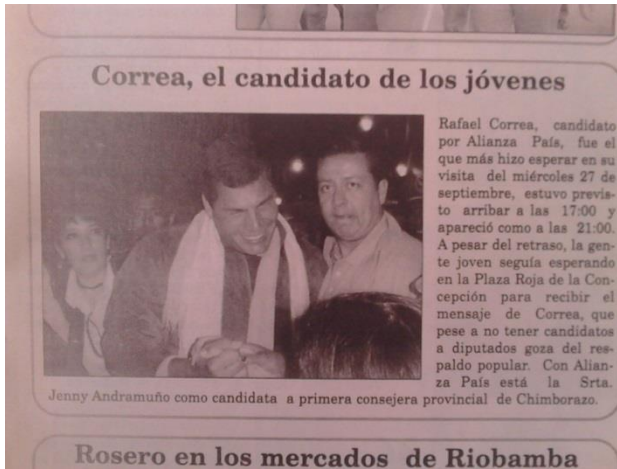 Correa, el candidato de los jóvenes
Rafael Correa, candidato
por Alianza País, fue el
que más hizo esperar en su
visita del miércoles 27 de
septiembre, estuvo previs-
to arribar a las 17:00 y
apareció como a las 21:00.
A pesar del retraso, la gen-
te joven seguía esperando
en la Plaza Roja de la Con-
cepción para recibir el
mensaje de Correa, que
pese a no tener candidatos
a diputados goza del res-
paldo popular. Con Alian-
za País está la Srta.
Jenny Andramuño como candidata a primera consejera provincial de Chimborazo.
Rosero en los mercados de Riobamba